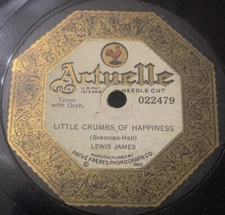 Actuelle
NEEDLE CUT
Tenor
with Orch.
022479
LITTLE CRUMBS OF HAPPINESS
(Brennan-Hall)
LEWIS JAMES
MANUFACTURED BY
PATHÉ FRÈRES PHONOGRAPH CO.